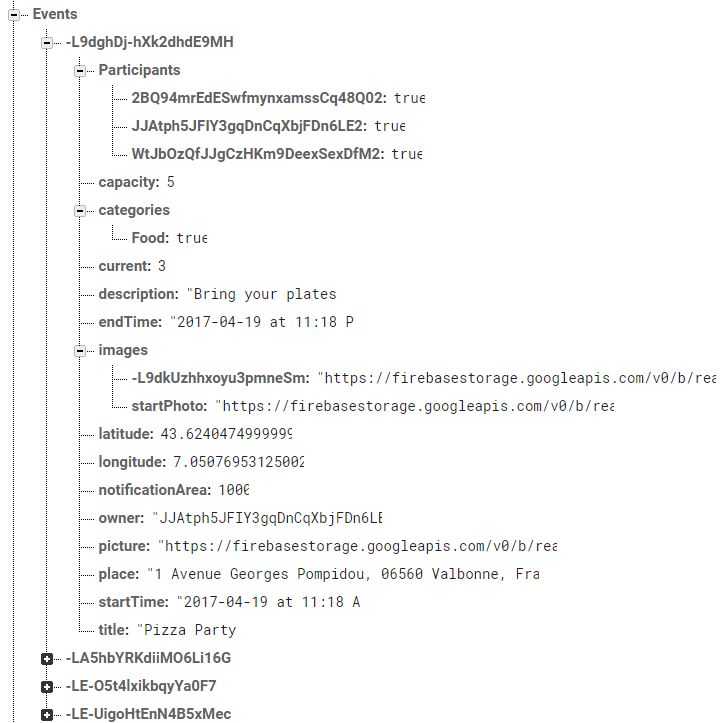 Events
-L9dghDj-hXk2dhdE9MH
Participants
2BQ94mrEdESwfmynxamssCq48Q02: true
JJAtph5JFIY3gqDnCqXbjFDn6LE2: true
WtJbOzQfJJgCzHKm9DeexSexDfM2: true
capacity: 5
categories
Food: true
current: 3
description: "Bring your plates
endTime: "2017-04-19 at 11:18 P
images
-L9dkUzhhxoyu3pmneSm: "https://firebasestorage.googleapis.com/v0/b/rea
startPhoto: "https://firebasestorage.googleapis.com/v0/b/rea
latitude: 43.6240474999999
longitude: 7.05076953125002
notificationArea: 1000
owner: "JJAtph5JFIY3gqDnCqXbjFDn6LE
picture: "https://firebasestorage.googleapis.com/v0/b/rea
place: "1 Avenue Georges Pompidou, 06560 Valbonne, Fra
startTime: "2017-04-19 at 11:18 A
title: "Pizza Party
-LA5hbYRKdiiMO6Li16G
-LE-O5t4lxikbqyYa0F7
-LE-UigoHtEnN4B5xMec